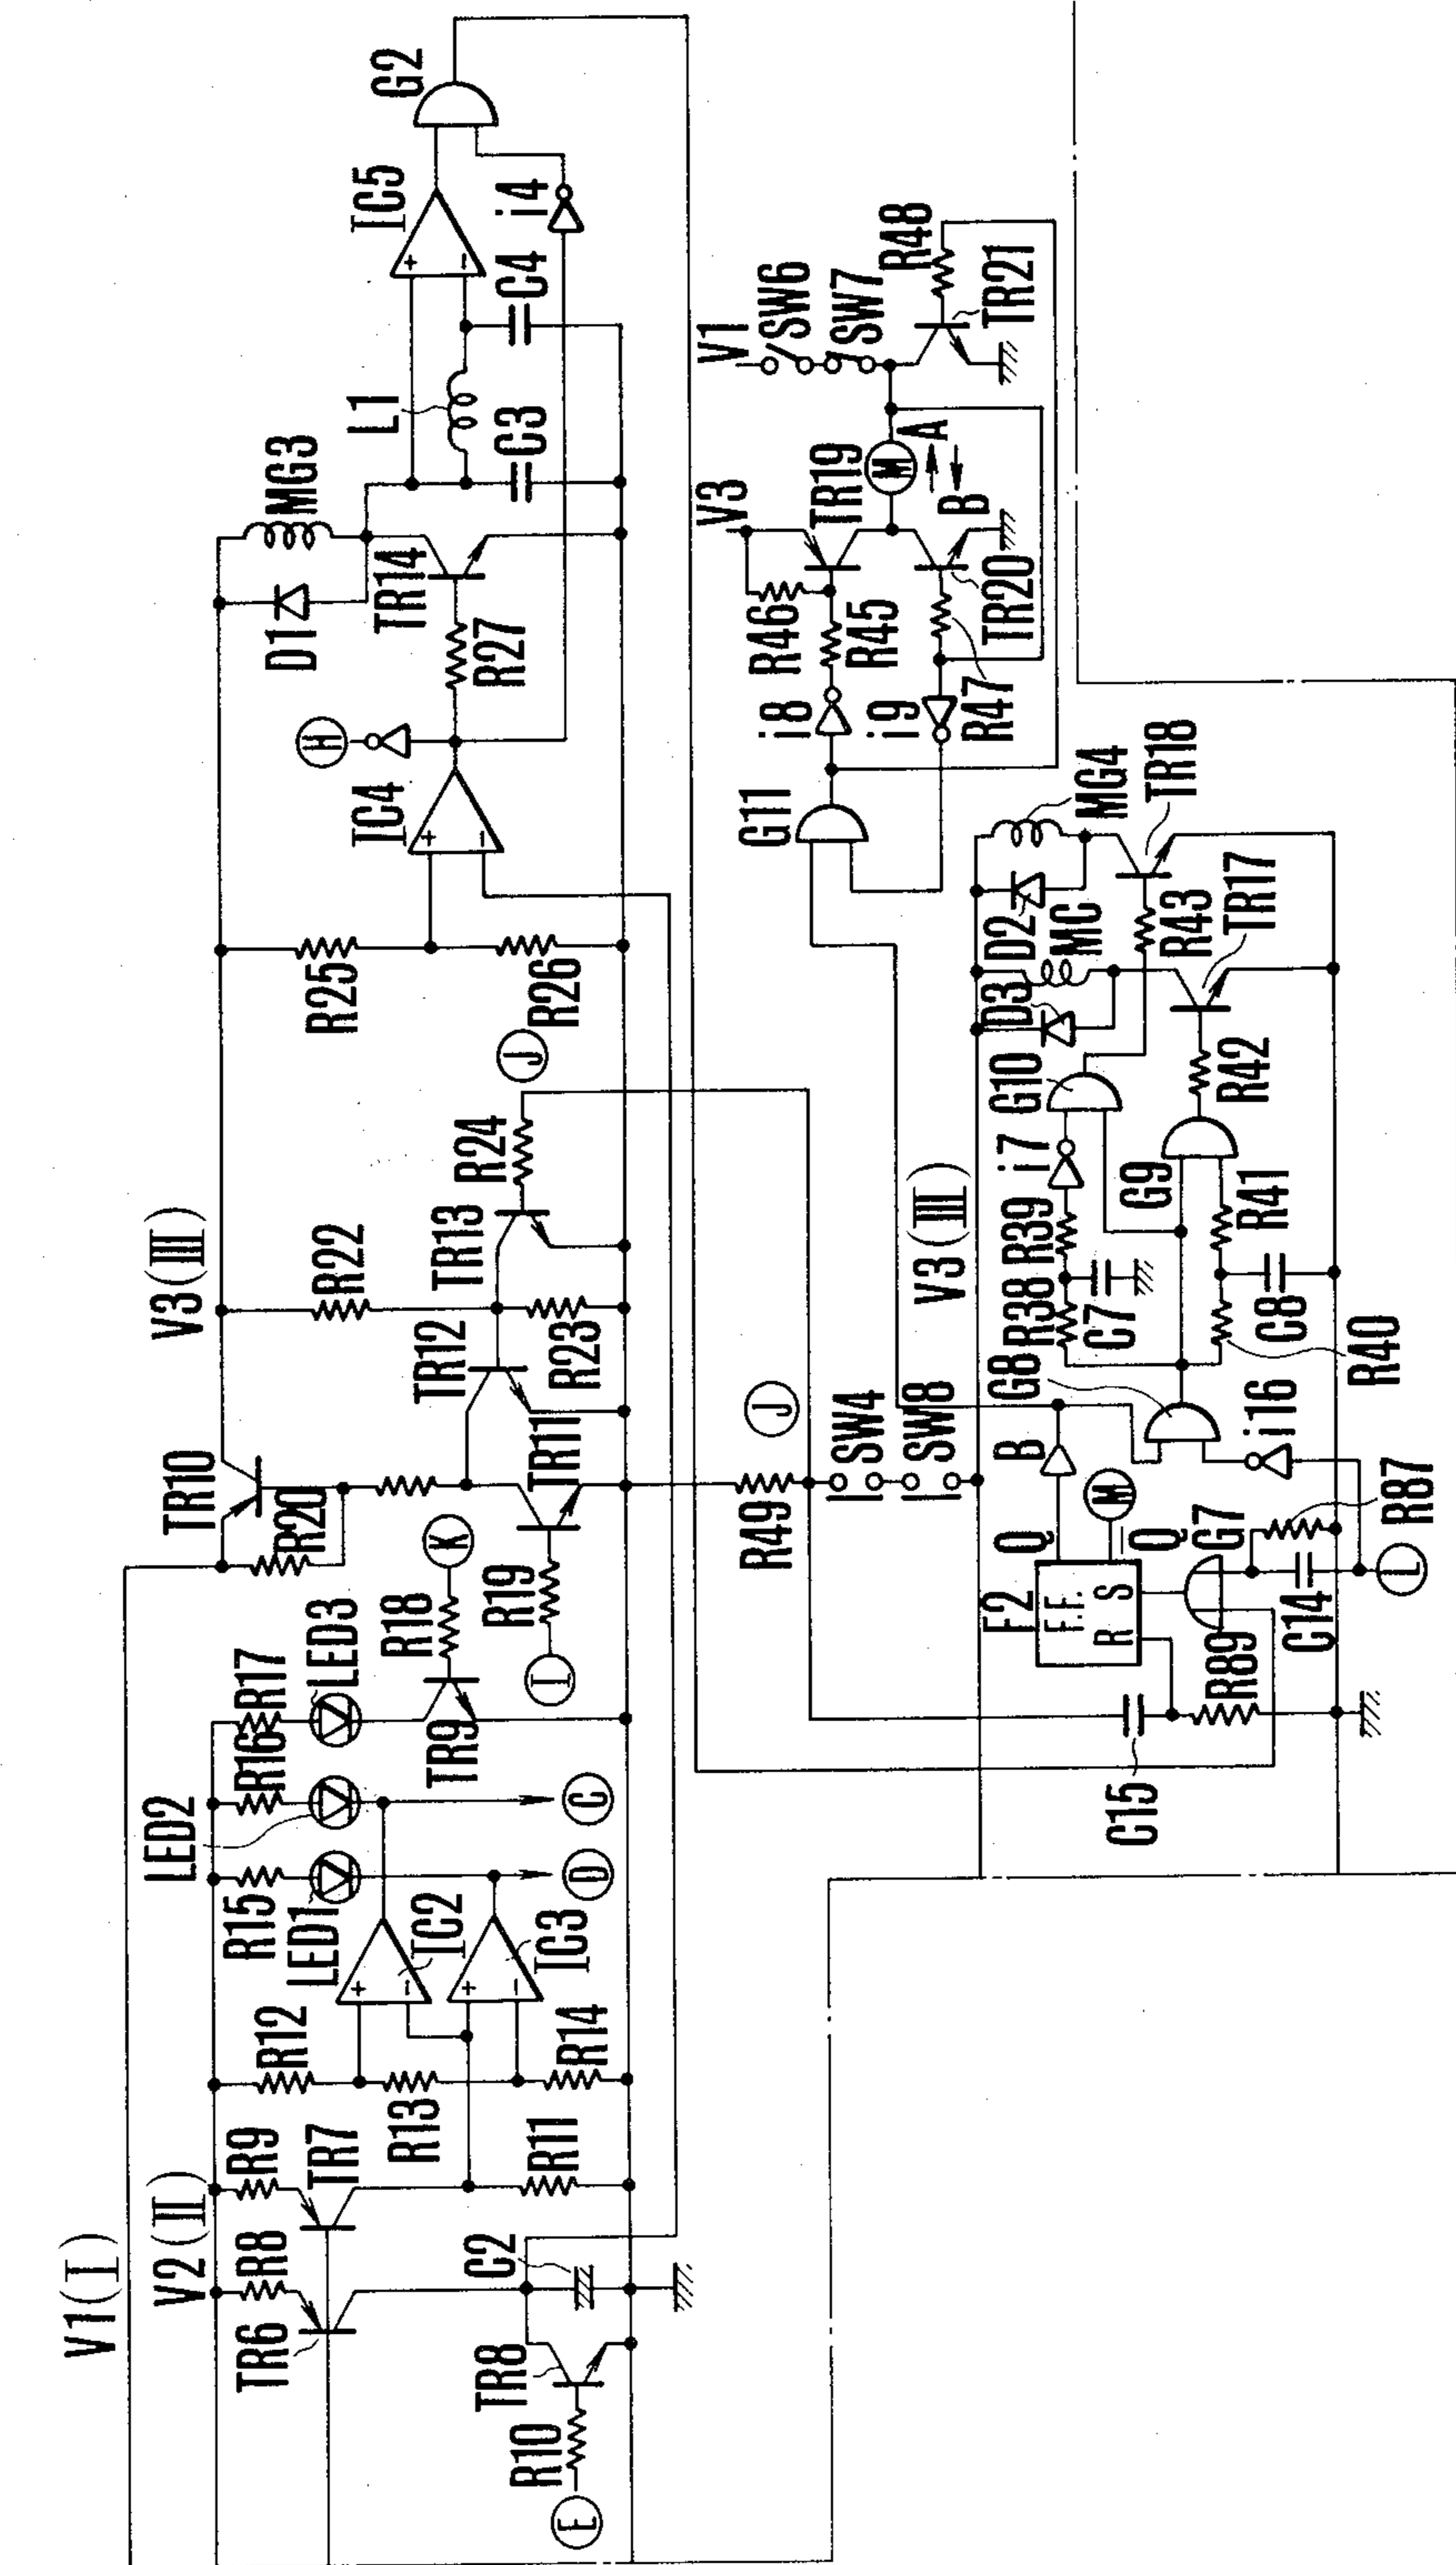 V1(I)
V2(II)
V3(III)
TR6
R8
R9
TR7
R12
R15
LED1
LED2
R16
R17
LED3
TR10
R20
R22
R25
D1
MG3
R10
E
TR8
C2
R11
R13
R14
+
-
IC2
+
-
IC3
D
C
TR9
R18
K
R19
I
TR11
TR12
R23
TR13
R24
J
R26
+
-
IC4
H
R27
TR14
L1
C3
C4
+
-
IC5
i4
G2
R49
J
SW4
SW8
V3(III)
G11
i8
i9
R45
R46
R47
V3
TR19
TR20
M
A
B
V1
SW6
SW7
R48
TR21
C15
R89
F2
F.F.
R
S
Q
Q
B
M
G7
C14
R87
L
i16
G8
R38
R39
C7
R40
C8
R41
i7
G9
G10
R42
R43
D3
D2
MC
MG4
TR17
TR18